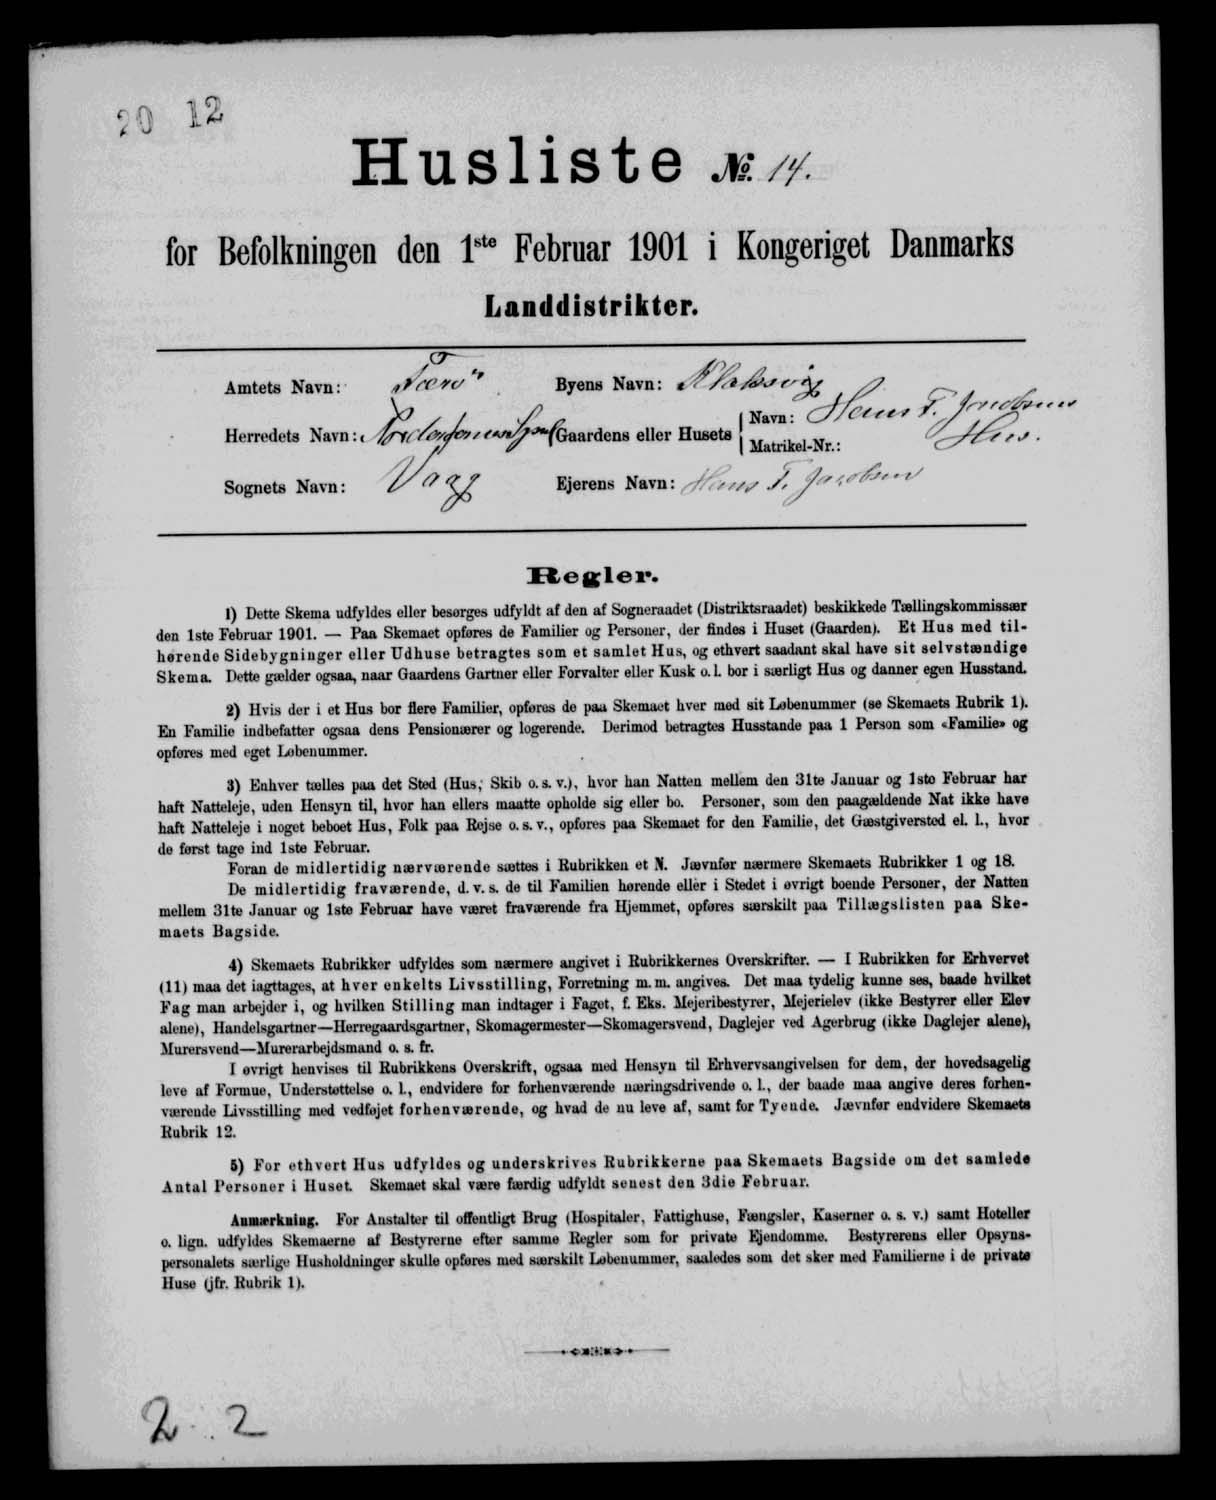 20 12
Husliste No. 14.
for Befolkningen den 1ste Februar 1901 i Kongeriget Danmarks
Landdistrikter.
Amtets Navn: Færø Byens Navn: Klaksvig
Herredets Navn: Gaardens eller Husets Navn: Hans F. Jacobsens
Matrikel-Nr.: Hus.
Sognets Navn: Vaag Ejerens Navn: Hans F. Jacobsen
Regler.
1) Dette Skema udfyldes eller besørges udfyldt af den af Sogneraadet (Distriktsraadet) beskikkede Tællingskommissær
den 1ste Februar 1901. — Paa Skemaet opføres de Familier og Personer, der findes i Huset (Gaarden). Et Hus med til-
hørende Sidebygninger eller Udhuse betragtes som et samlet Hus, og ethvert saadant skal have sit selvstændige
Skema. Dette gælder ogsaa, naar Gaardens Gartner eller Forvalter eller Kusk o. l. bor i særligt Hus og danner egen Husstand.
2) Hvis der i et Hus bor flere Familier, opføres de paa Skemaet hver med sit Løbenummer (se Skemaets Rubrik 1).
En Familie indbefatter ogsaa dens Pensionærer og logerende. Derimod betragtes Husstande paa 1 Person som «Familie» og
opføres med eget Løbenummer.
3) Enhver tælles paa det Sted (Hus, Skib o. s. v.), hvor han Natten mellem den 31te Januar og 1ste Februar har
haft Natteleje, uden Hensyn til, hvor han ellers maatte opholde sig eller bo. Personer, som den paagældende Nat ikke have
haft Natteleje i noget beboet Hus, Folk paa Rejse o. s. v., opføres paa Skemaet for den Familie, det Gæstgiversted el. l., hvor
de først tage ind 1ste Februar.
Foran de midlertidig nærværende sættes i Rubrikken et N. Jævnfør nærmere Skemaets Rubrikker 1 og 18.
De midlertidig fraværende, d. v. s. de til Familien hørende eller i Stedet i øvrigt boende Personer, der Natten
mellem 31te Januar og 1ste Februar have været fraværende fra Hjemmet, opføres særskilt paa Tillægslisten paa Ske-
maets Bagside.
4) Skemaets Rubrikker udfyldes som nærmere angivet i Rubrikkernes Overskrifter. — I Rubrikken for Erhvervet
(11) maa det iagttages, at hver enkelts Livsstilling, Forretning m. m. angives. Det maa tydelig kunne ses, baade hvilket
Fag man arbejder i, og hvilken Stilling man indtager i Faget, f. Eks. Mejeribestyrer, Mejerielev (ikke Bestyrer eller Elev
alene), Handelsgartner—Herregaardsgartner, Skomagermester—Skomagersvend, Daglejer ved Agerbrug (ikke Daglejer alene),
Murersvend—Murerarbejdsmand o. s. fr.
I øvrigt henvises til Rubrikkens Overskrift, ogsaa med Hensyn til Erhvervsangivelsen for dem, der hovedsagelig
leve af Formue, Understøttelse o. l., endvidere for forhenværende næringsdrivende o. l., der baade maa angive deres forhen-
værende Livsstilling med vedføjet forhenværende, og hvad de nu leve af, samt for Tyende. Jævnfør endvidere Skemaets
Rubrik 12.
5) For ethvert Hus udfyldes og underskrives Rubrikkerne paa Skemaets Bagside om det samlede
Antal Personer i Huset. Skemaet skal være færdig udfyldt senest den 3die Februar.
Anmærkning. For Anstalter til offentligt Brug (Hospitaler, Fattighuse, Fængsler, Kaserner o. s. v.) samt Hoteller
o. lign. udfyldes Skemaerne af Bestyrerne efter samme Regler som for private Ejendomme. Bestyrerens eller Opsyns-
personalets særlige Husholdninger skulle opføres med særskilt Løbenummer, saaledes som det sker med Familierne i de private
Huse (jfr. Rubrik 1).
2 2